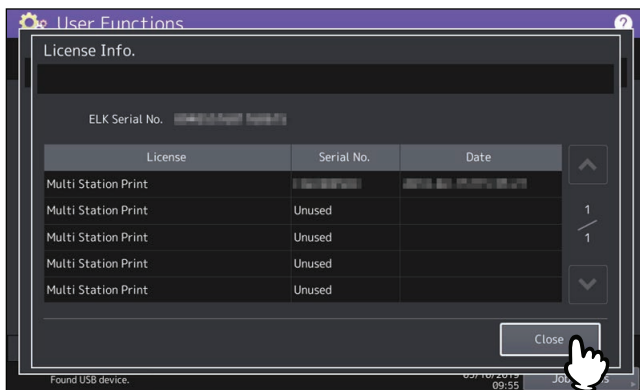 User Functions
?
License Info.
ELK Serial No.
License Serial No. Date
Multi Station Print
Multi Station Print Unused
Multi Station Print Unused
Multi Station Print Unused
Multi Station Print Unused
1
1
Close
Found USB device.
09:55